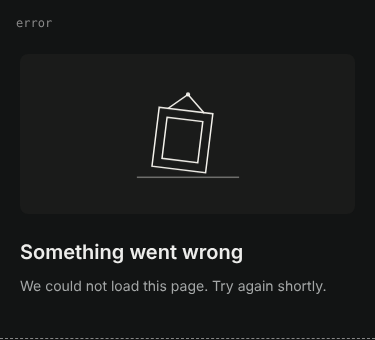 error
Something went wrong
We could not load this page. Try again shortly.